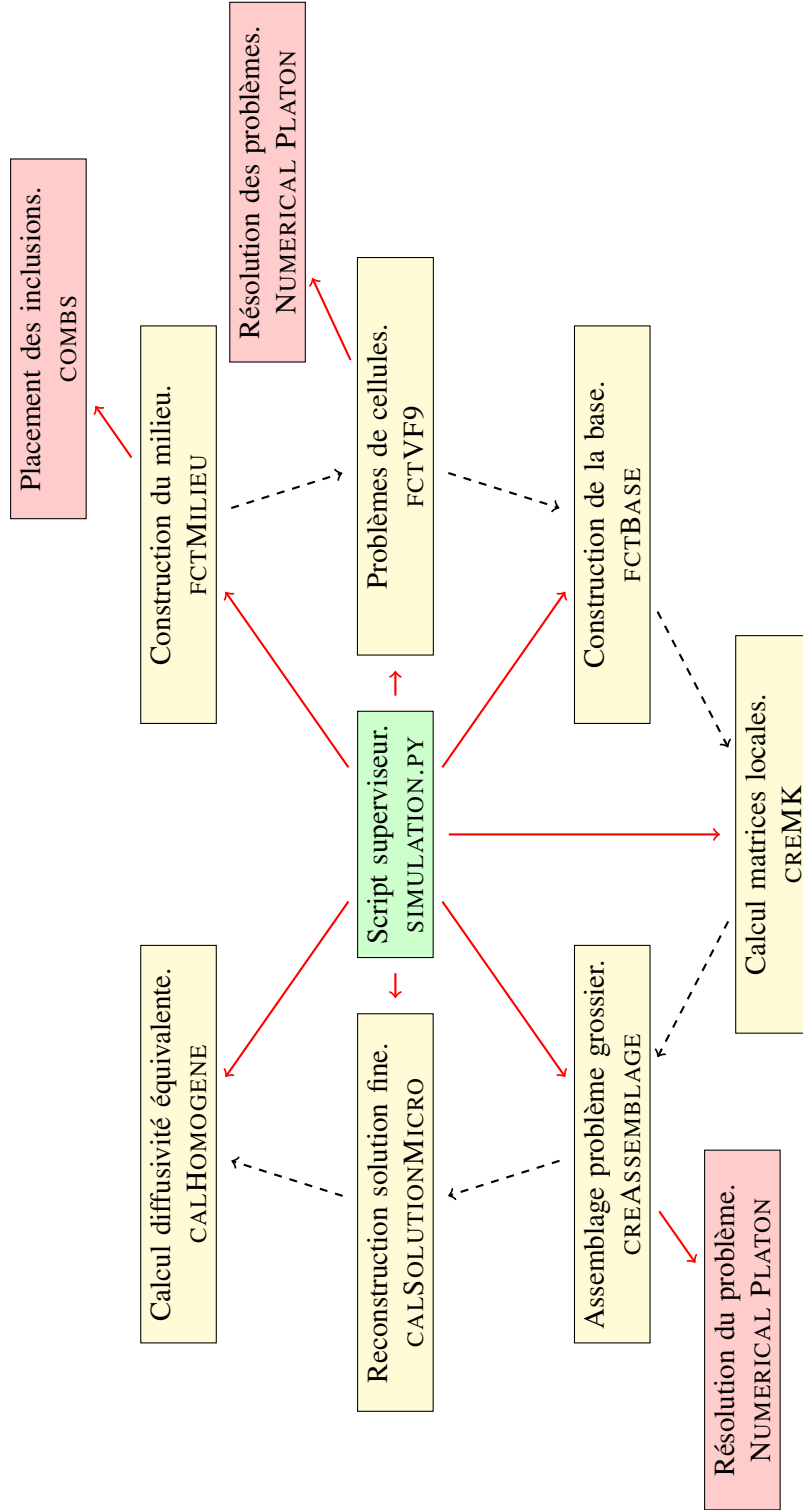 Placement des inclusions.
COMBS
Calcul diffusivité équivalente.
CALHOMOGENE
Construction du milieu.
FCTMILIEU
Résolution des problèmes.
NUMERICAL PLATON
Reconstruction solution fine.
CALSOLUTIONMICRO
Script superviseur.
SIMULATION.PY
Problèmes de cellules.
FCTVF9
Assemblage problème grossier.
CREASSEMBLAGE
Construction de la base.
FCTBASE
Résolution du problème.
NUMERICAL PLATON
Calcul matrices locales.
CREMK